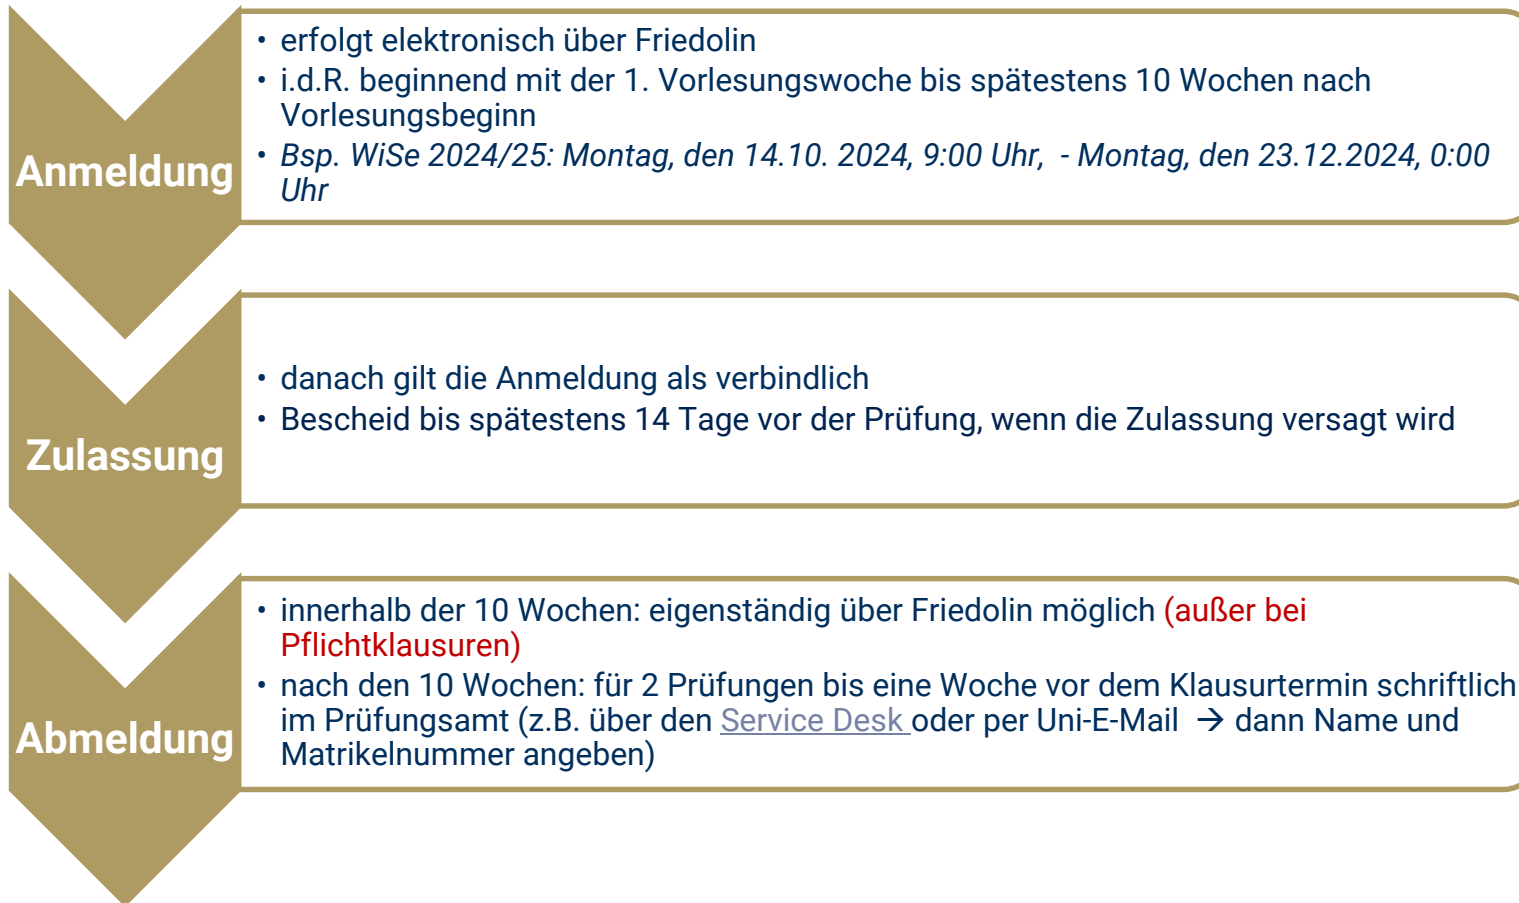 Anmeldung
• erfolgt elektronisch über Friedolin
• i.d.R. beginnend mit der 1. Vorlesungswoche bis spätestens 10 Wochen nach
Vorlesungsbeginn
• Bsp. WiSe 2024/25: Montag, den 14.10. 2024, 9:00 Uhr,  - Montag, den 23.12.2024, 0:00
Uhr
Zulassung
• danach gilt die Anmeldung als verbindlich
• Bescheid bis spätestens 14 Tage vor der Prüfung, wenn die Zulassung versagt wird
Abmeldung
• innerhalb der 10 Wochen: eigenständig über Friedolin möglich (außer bei
Pflichtklausuren)
• nach den 10 Wochen: für 2 Prüfungen bis eine Woche vor dem Klausurtermin schriftlich
im Prüfungsamt (z.B. über den Service Desk oder per Uni-E-Mail → dann Name und
Matrikelnummer angeben)